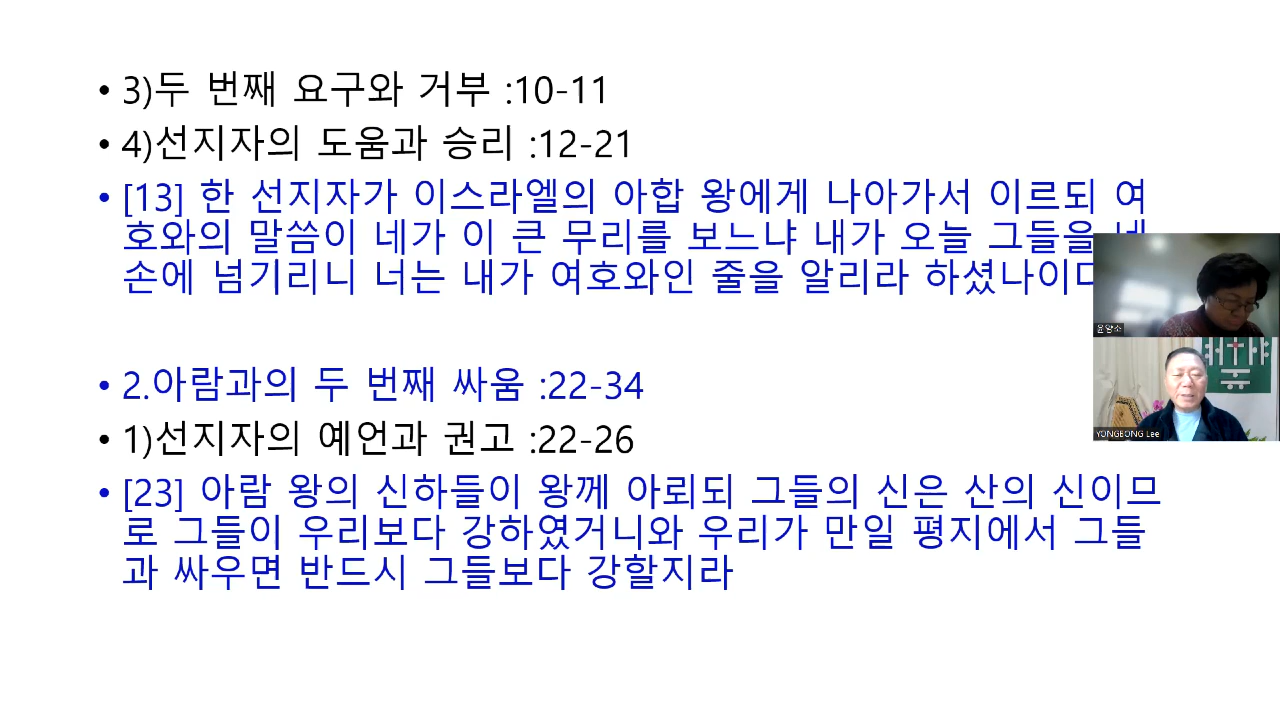 • 3)두 번째 요구와 거부 :10-11
• 4)선지자의 도움과 승리 :12-21
• [13] 한 선지자가 이스라엘의 아합 왕에게 나아가서 이르되 여
호와의 말씀이 네가 이 큰 무리를 보느냐 내가 오늘 그들을 네
손에 넘기리니 너는 내가 여호와인 줄을 알리라 하셨나이다
• 2.아람과의 두 번째 싸움 :22-34
• 1)선지자의 예언과 권고 :22-26
• [23] 아람 왕의 신하들이 왕께 아뢰되 그들의 신은 산의 신이므
로 그들이 우리보다 강하였거니와 우리가 만일 평지에서 그들
과 싸우면 반드시 그들보다 강할지라
윤양소
YONGBONG Lee